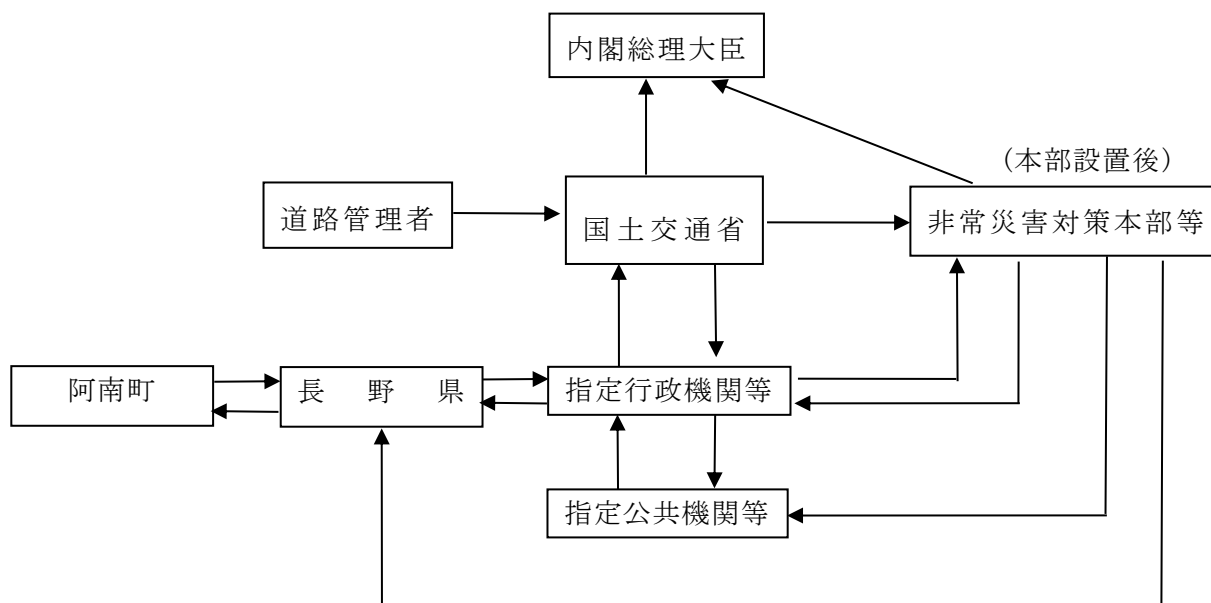 内閣総理大臣
(本部設置後)
道路管理者
国土交通省
非常災害対策本部等
阿南町
長　野　県
指定行政機関等
指定公共機関等